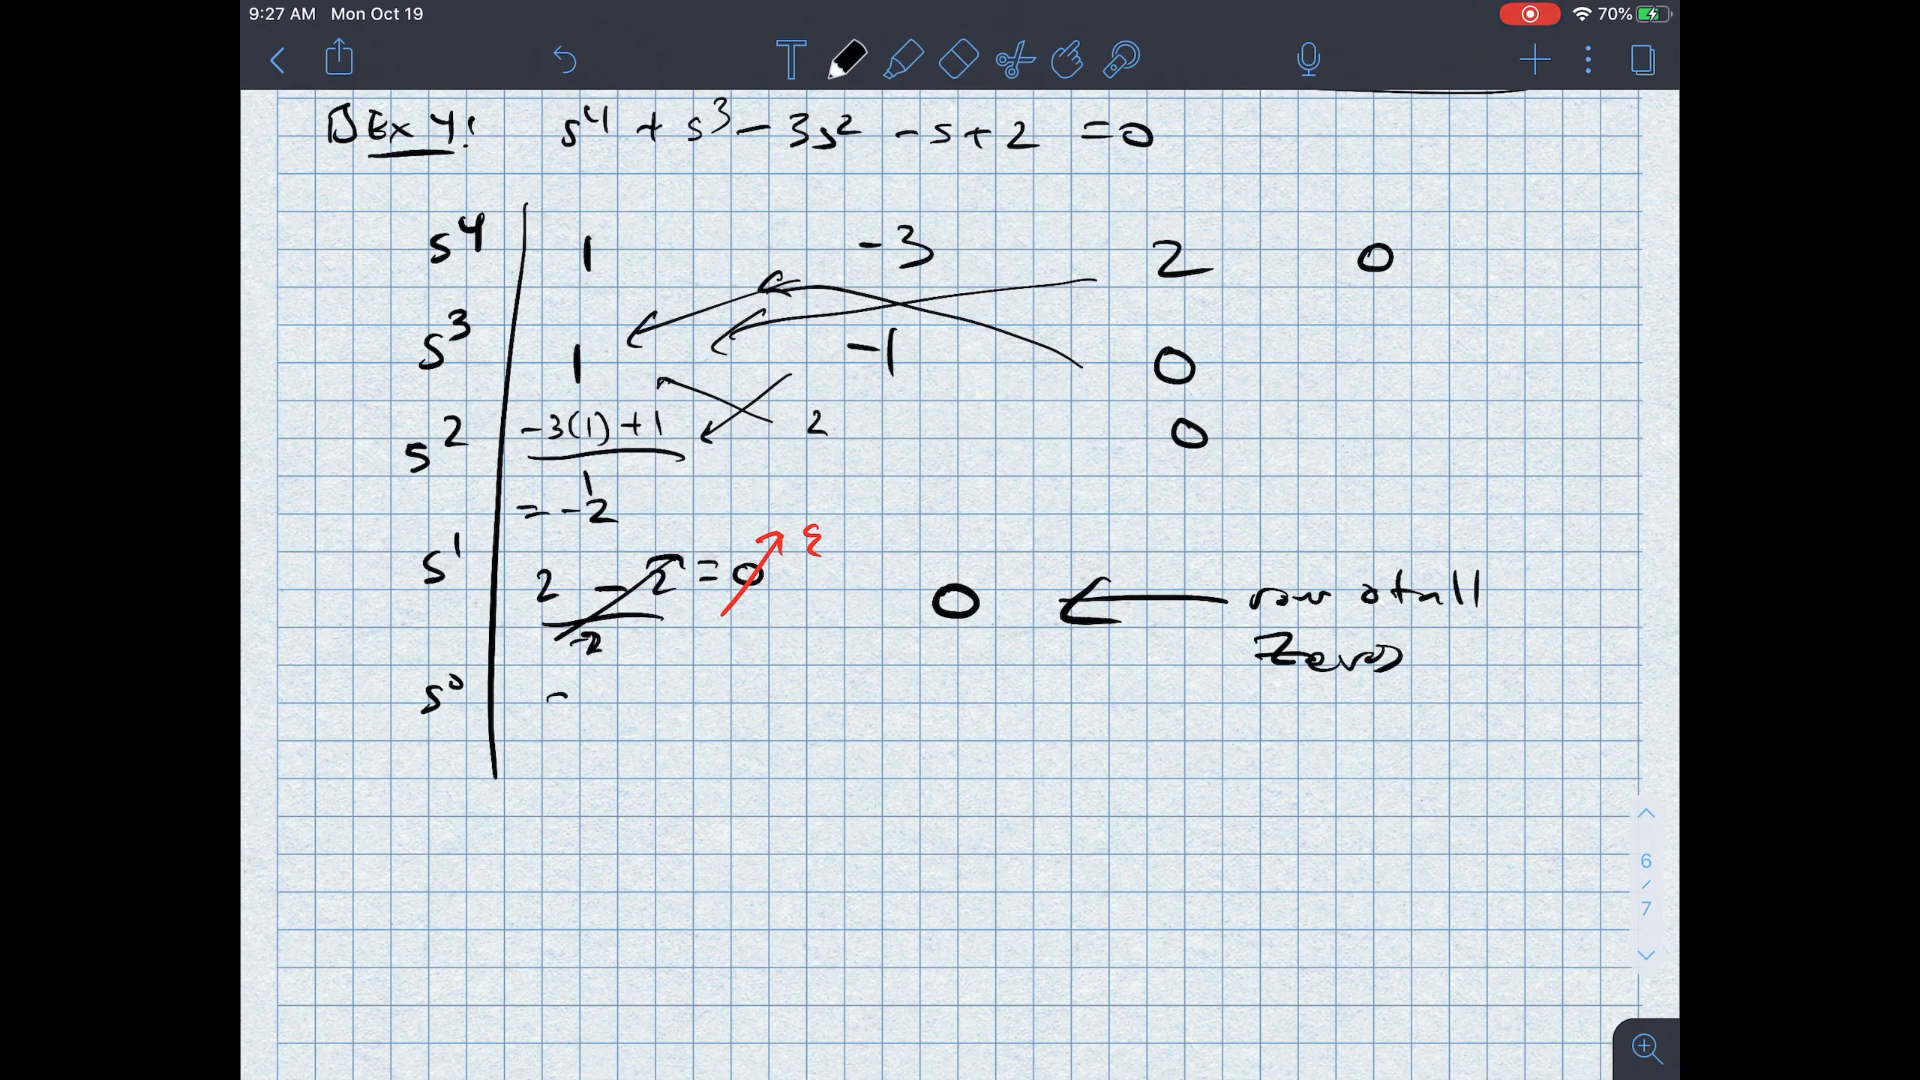 9:27 AM Mon Oct 19 70%
Ex 4: s⁴ + s³ - 3s² - s + 2 = 0
s⁴ 1 -3 2 0
s³ 1 -1 0
s² -3(1) + 1 2 0
1
= -2
s¹ 2 - 2 = 0 ε 0 ← row of all
-2
zeros
s⁰
6
/
7